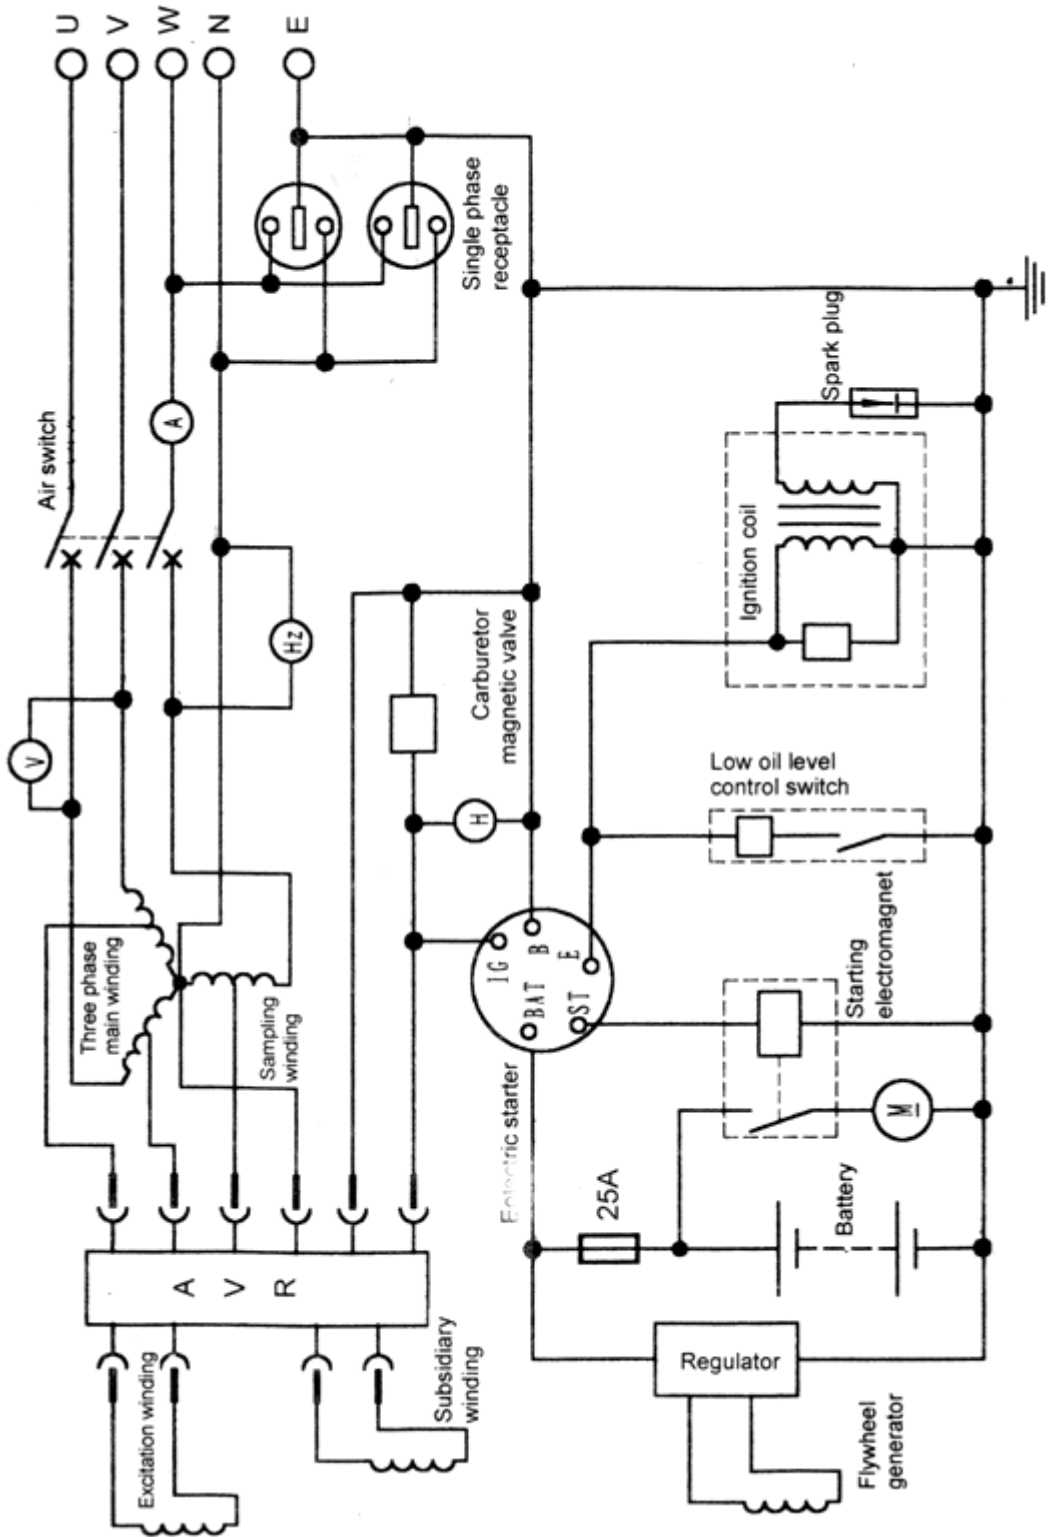 U
V
W
N
E
Air switch
A
V
Hz
Single phase
receptacle
Three phase
main winding
Sampling
winding
Carburetor
magnetic valve
H
Spark plug
Ignition coil
Low oil level
control switch
IG
B
BAT
E
ST
Starting
electromagnet
starter
A V R
25A
M
Battery
Excitation winding
Subsidiary
winding
Regulator
Flywheel
generator